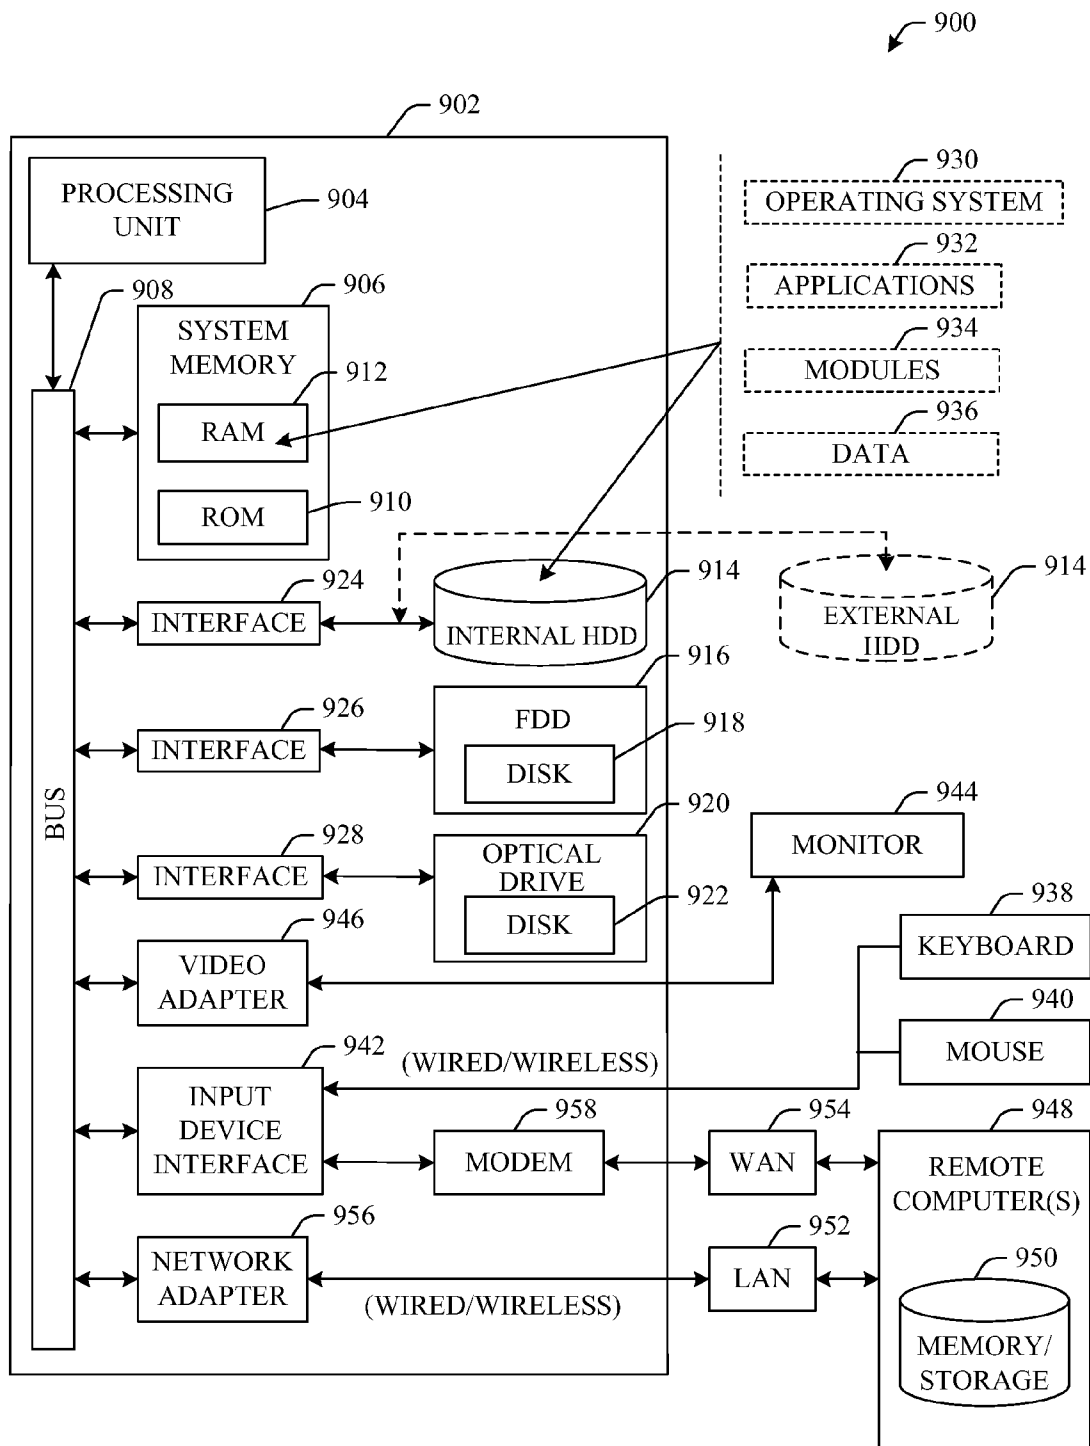 900
902
PROCESSING
UNIT
904
930
OPERATING SYSTEM
908
906
932
APPLICATIONS
SYSTEM
MEMORY
934
MODULES
912
RAM
936
DATA
910
ROM
924
INTERFACE
914
INTERNAL HDD
914
EXTERNAL
HDD
916
FDD
926
INTERFACE
918
DISK
BUS
920
OPTICAL
DRIVE
944
MONITOR
928
INTERFACE
922
DISK
938
KEYBOARD
946
VIDEO
ADAPTER
940
MOUSE
942
(WIRED/WIRELESS)
INPUT
DEVICE
INTERFACE
958
MODEM
954
WAN
948
REMOTE
COMPUTER(S)
956
NETWORK
ADAPTER
(WIRED/WIRELESS)
952
LAN
950
MEMORY/
STORAGE